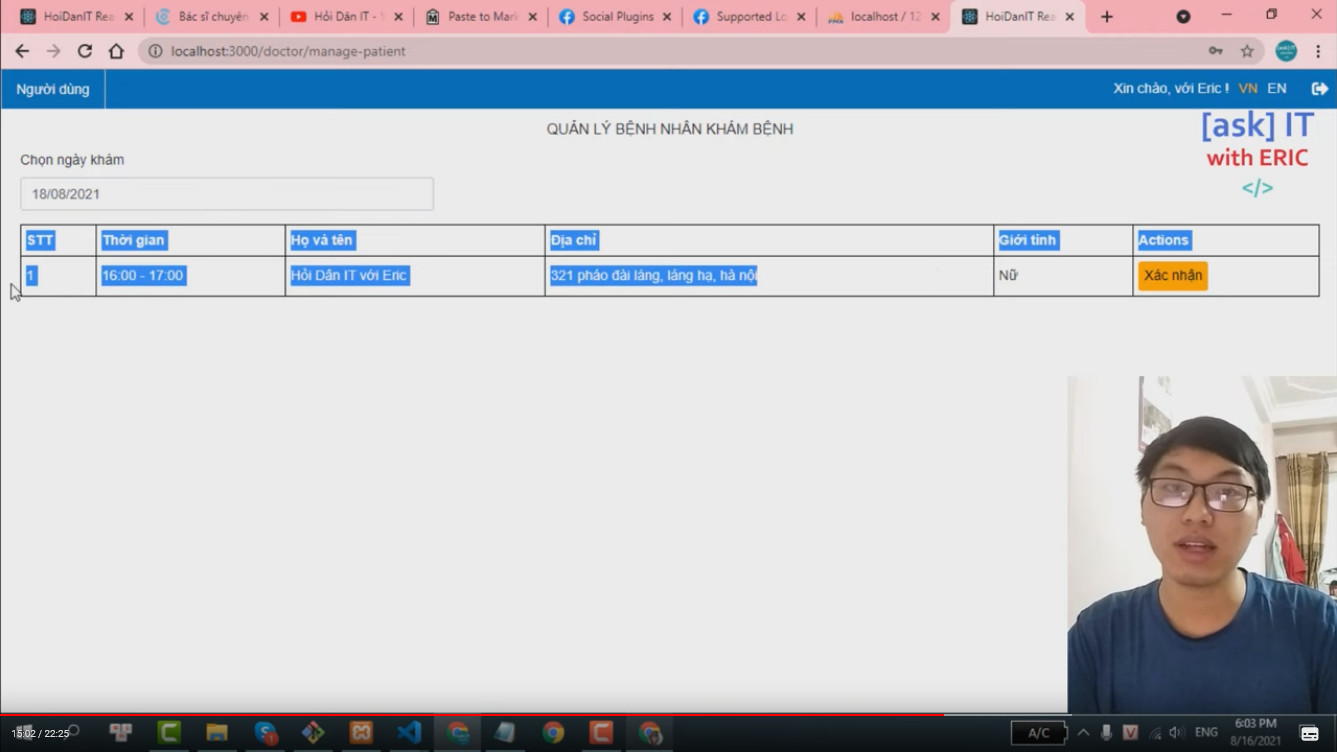 HoiDanIT Rea
Bác sĩ chuyên
Hỏi Dân IT - 
Paste to Mark
Social Plugins
Supported Lo
localhost / 12
HoiDanIT Rea
localhost:3000/doctor/manage-patient
Người dùng
Xin chào, với Eric ! VN EN
QUẢN LÝ BỆNH NHÂN KHÁM BỆNH
[ask] IT
with ERIC
</>
Chọn ngày khám
18/08/2021
STT Thời gian Họ và tên Địa chỉ Giới tính Actions
1 16:00 - 17:00 Hỏi Dân IT với Eric 321 pháo đài láng, láng hạ, hà nội Nữ Xác nhận
15:02 / 22:25
A/C
ENG
6:03 PM
8/16/2021